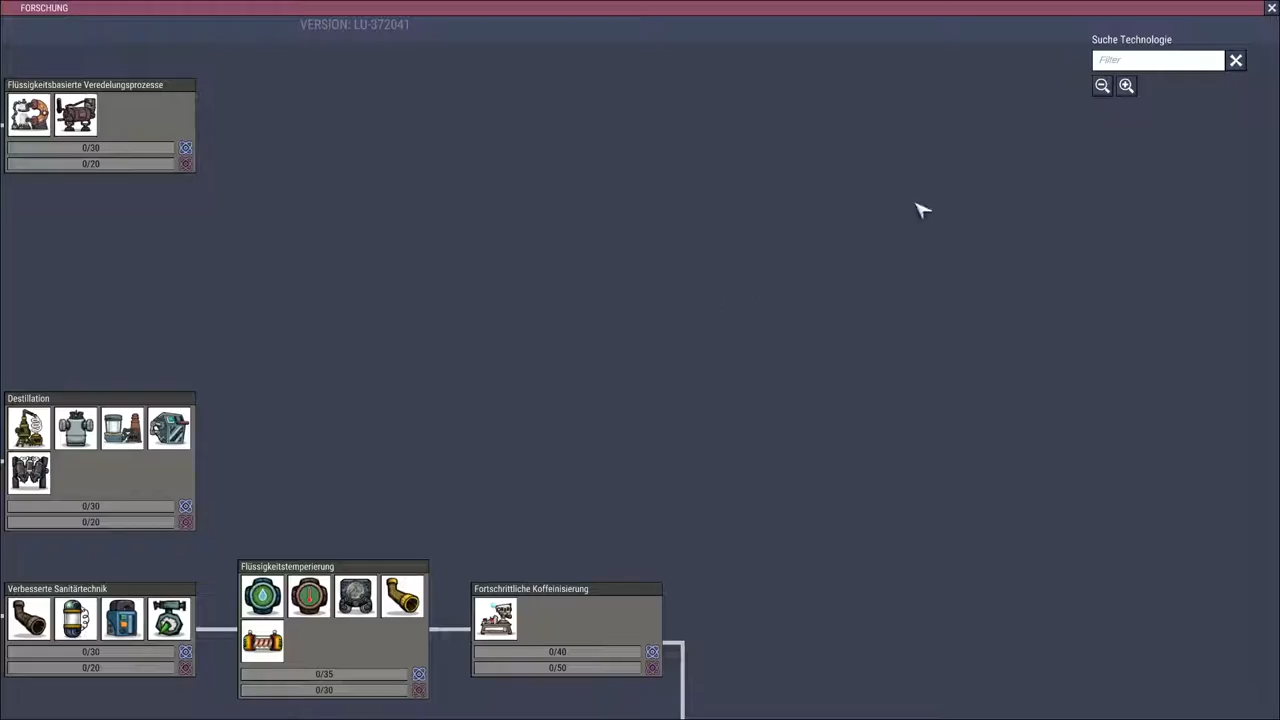 FORSCHUNG
VERSION: LU-372041
Suche Technologie
Filter
Flüssigkeitsbasierte Veredelungsprozesse
0/30
0/20
Destillation
0/30
0/20
Verbesserte Sanitärtechnik
0/30
0/20
Flüssigkeitstemperierung
0/35
0/30
Fortschrittliche Koffeinisierung
0/40
0/50